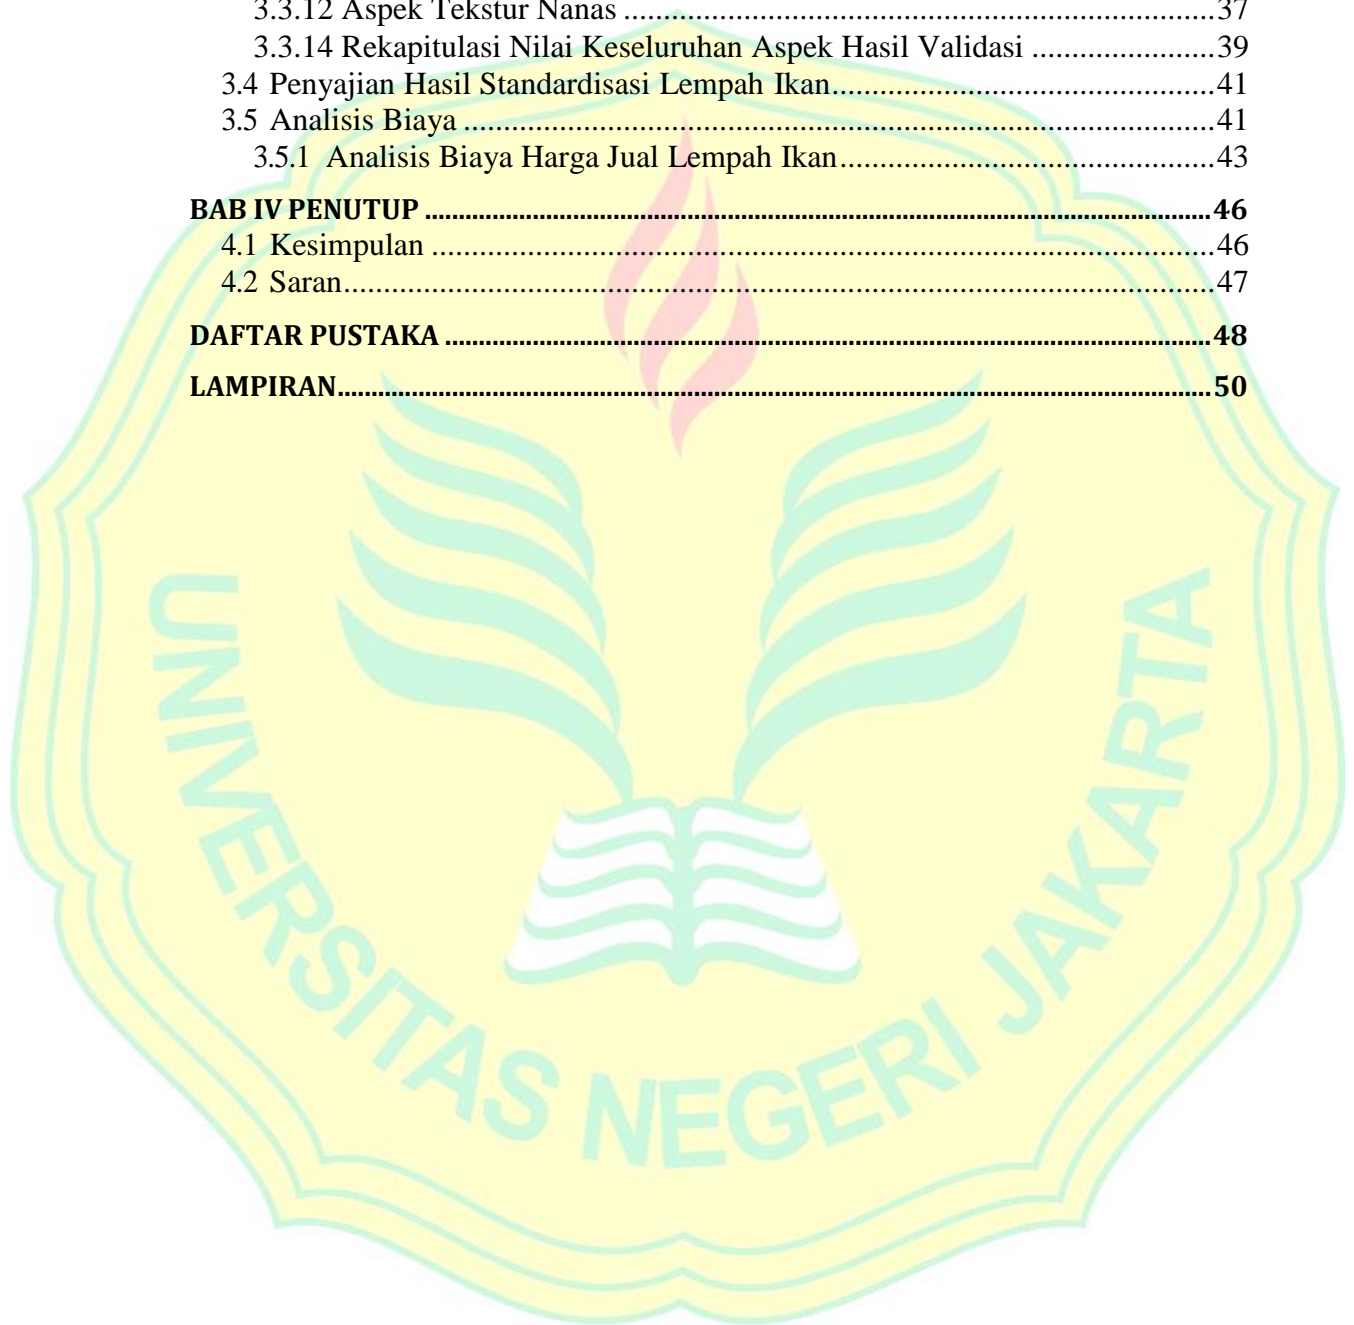 3.3.12 Aspek Tekstur Nanas ........................................................................37
3.3.14 Rekapitulasi Nilai Keseluruhan Aspek Hasil Validasi ......................39
3.4 Penyajian Hasil Standardisasi Lempah Ikan..............................................41
3.5 Analisis Biaya ...........................................................................................41
3.5.1 Analisis Biaya Harga Jual Lempah Ikan.............................................43
BAB IV PENUTUP ...........................................................................................46
4.1 Kesimpulan ...............................................................................................46
4.2 Saran.........................................................................................................47
DAFTAR PUSTAKA .........................................................................................48
LAMPIRAN.......................................................................................................50
UNIVERSITAS NEGERI JAKARTA